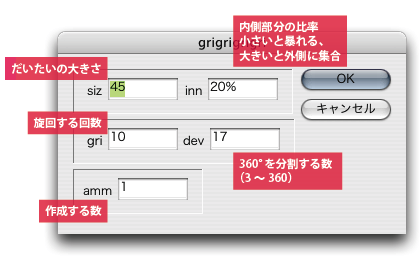 内側部分の比率
小さいと暴れる、
大きいと外側に集合
grigrigri
だいたいの大きさ
siz 45 inn 20%
OK
キャンセル
旋回する回数
gri 10 dev 17
360°を分割する数
(3 〜 360)
amm 1
作成する数